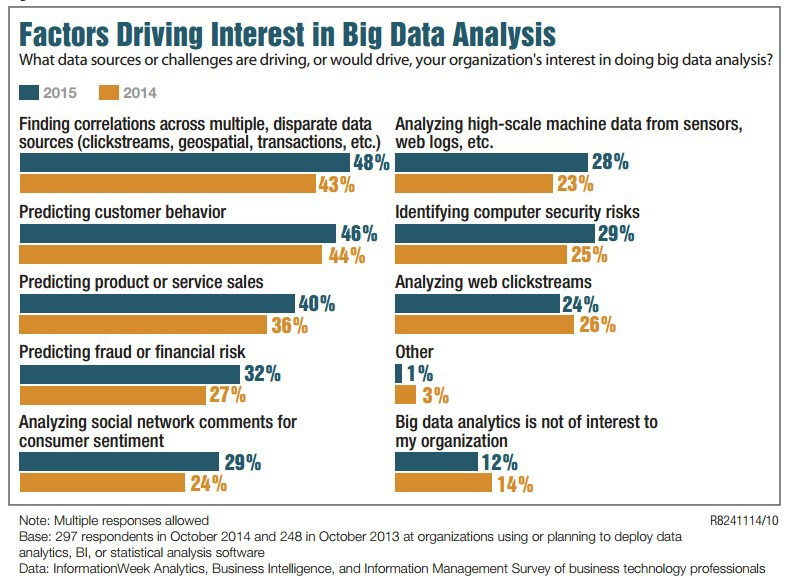 Factors Driving Interest in Big Data Analysis
What data sources or challenges are driving, or would drive, your organization's interest in doing big data analysis?
2015 2014
Finding correlations across multiple, disparate data
sources (clickstreams, geospatial, transactions, etc.)
48%
43%
Predicting customer behavior
46%
44%
Predicting product or service sales
40%
36%
Predicting fraud or financial risk
32%
27%
Analyzing social network comments for
consumer sentiment
29%
24%
Analyzing high-scale machine data from sensors,
web logs, etc.
28%
23%
Identifying computer security risks
29%
25%
Analyzing web clickstreams
24%
26%
Other
1%
3%
Big data analytics is not of interest to
my organization
12%
14%
Note: Multiple responses allowed
R8241114/10
Base: 297 respondents in October 2014 and 248 in October 2013 at organizations using or planning to deploy data
analytics, BI, or statistical analysis software
Data: InformationWeek Analytics, Business Intelligence, and Information Management Survey of business technology professionals